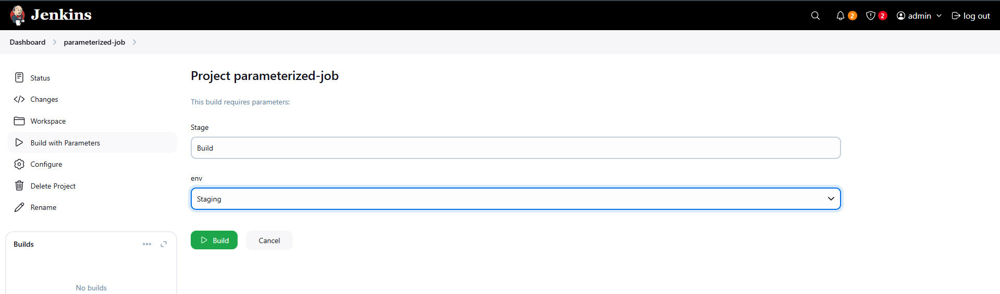 Jenkins
2
2
admin
log out
Dashboard
parameterized-job
Status
Changes
Workspace
Build with Parameters
Configure
Delete Project
Rename
Builds
No builds
Project parameterized-job
This build requires parameters:
Stage
Build
env
Staging
Build
Cancel